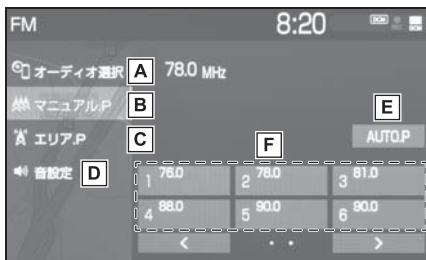 FM 8:20 DCM
オーディオ選択 A 78.0 MHz
マニュアル.P B
エリア.P C
E
AUTO.P
音設定 D
F
1 76.0 2 78.0 3 81.0
4 88.0 5 90.0 6 90.0
< • • >